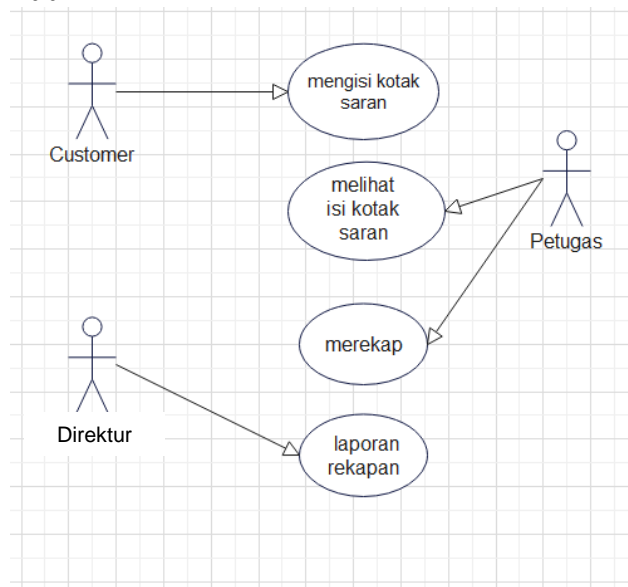 mengisi kotak
saran
Customer
melihat
isi kotak
saran
Petugas
merekap
Direktur
laporan
rekapan